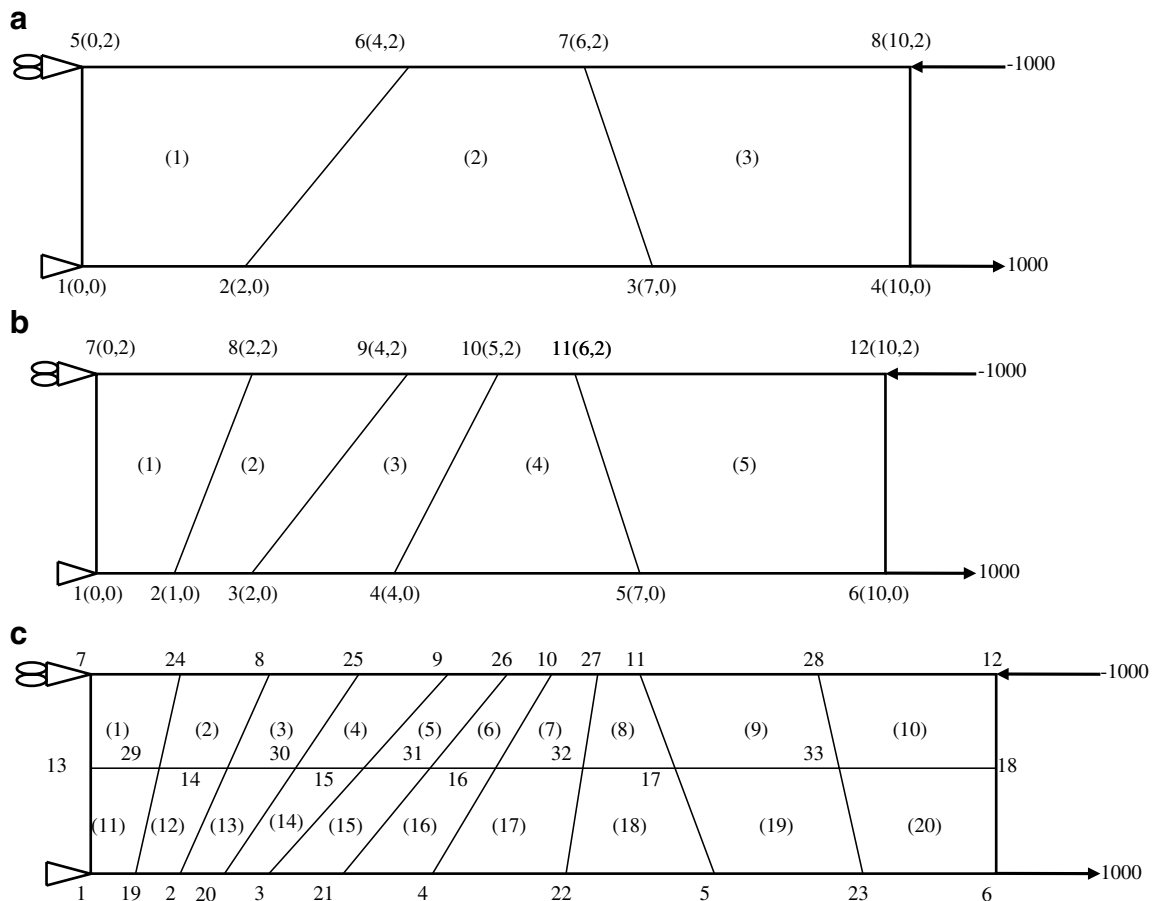 a
5(0,2) 6(4,2) 7(6,2) 8(10,2)
-1000
(1) (2) (3)
1000
1(0,0) 2(2,0) 3(7,0) 4(10,0)
b
7(0,2) 8(2,2) 9(4,2) 10(5,2) 11(6,2) 12(10,2)
-1000
(1) (2) (3) (4) (5)
1000
1(0,0) 2(1,0) 3(2,0) 4(4,0) 5(7,0) 6(10,0)
c
7 24 8 25 9 26 10 27 11 28 12
-1000
(1) (2) (3) (4) (5) (6) (7) (8) (9) (10)
29 30 31 32 33
13 14 15 16 17 18
(11) (12) (13) (14) (15) (16) (17) (18) (19) (20)
1000
1 19 2 20 3 21 4 22 5 23 6